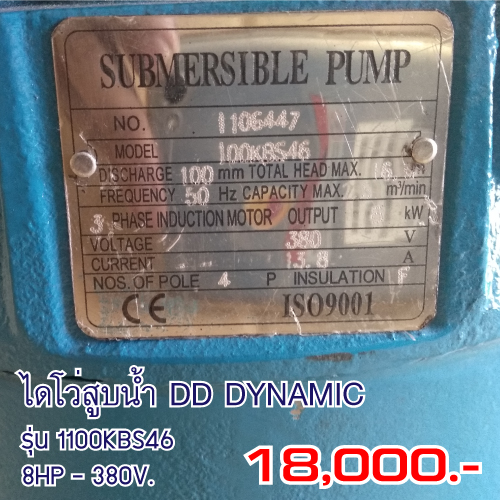 SUBMERSIBLE PUMP
NO. 1106447
MODEL 100KBS46
DISCHARGE 100 mm TOTAL HEAD MAX.
FREQUENCY 50 Hz CAPACITY MAX. m³/min
3 PHASE INDUCTION MOTOR OUTPUT kW
VOLTAGE 380 V
CURRENT 13.8 A
NOS. OF POLE 4 P INSULATION F
CE ISO9001
ไดโว่สูบน้ำ DD DYNAMIC
รุ่น 1100KBS46
8HP - 380V.
18,000.-